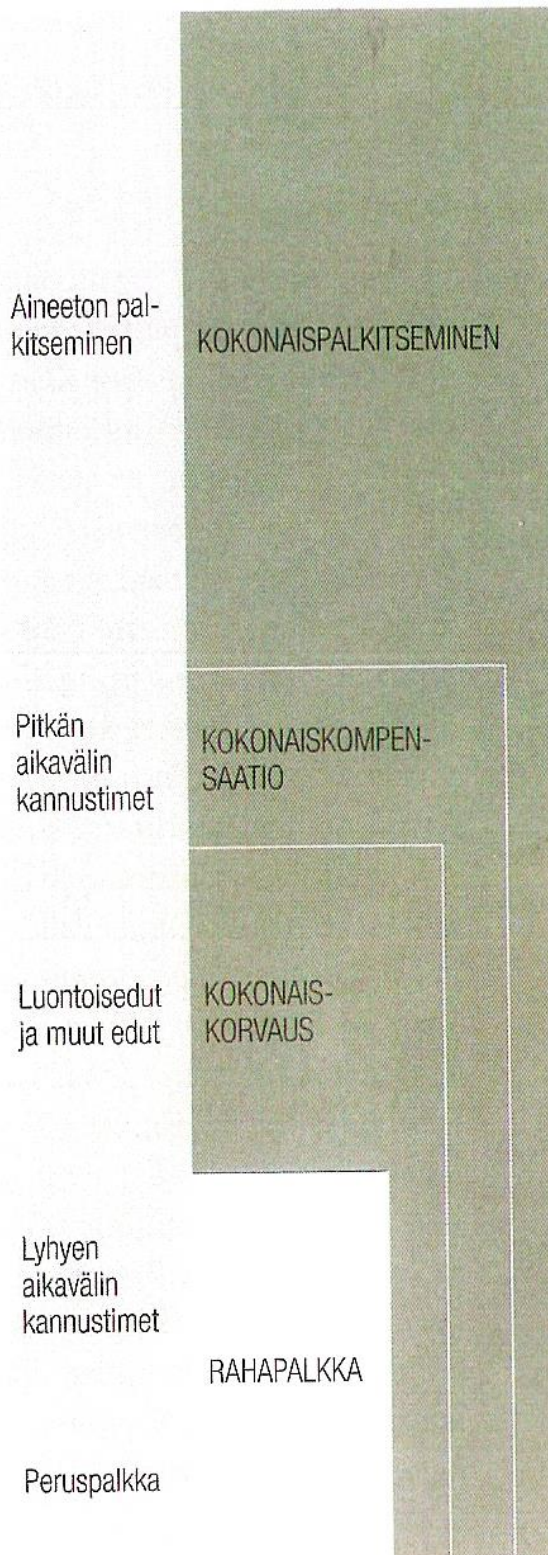 Aineeton pal-
kitseminen
KOKONAISPALKITSEMINEN
Pitkän
aikavälin
kannustimet
KOKONAISKOMPEN-
SAATIO
Luontoisedut
ja muut edut
KOKONAIS-
KORVAUS
Lyhyen
aikavälin
kannustimet
RAHAPALKKA
Peruspalkka